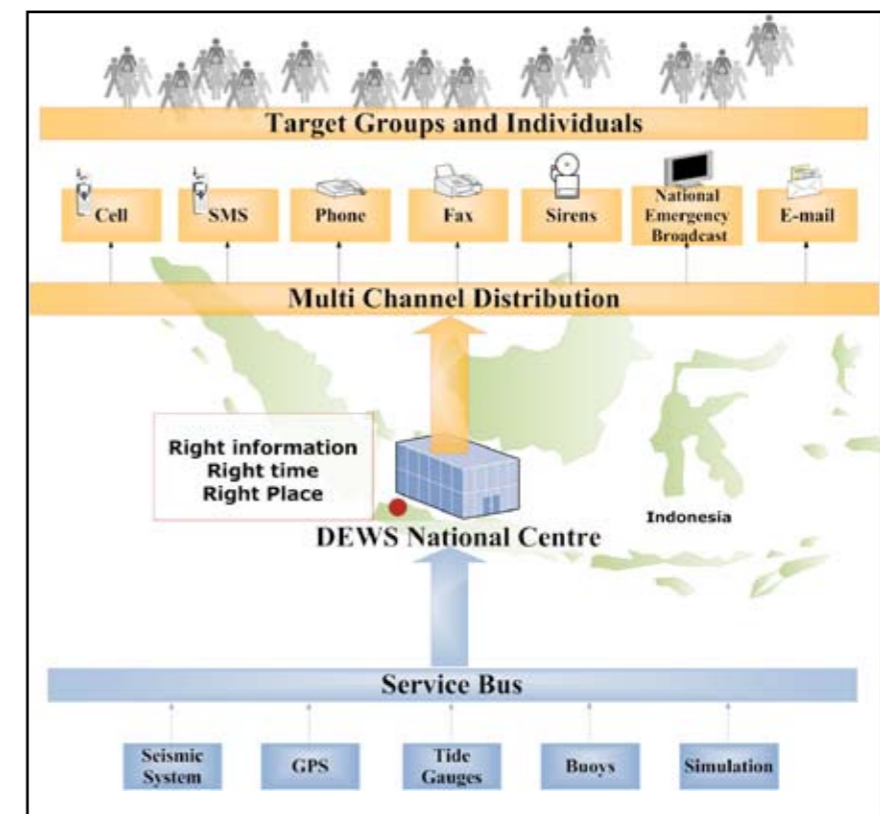 Target Groups and Individuals
Cell
SMS
Phone
Fax
Sirens
National
Emergency
Broadcast
E-mail
Multi Channel Distribution
Right information
Right time
Right Place
Indonesia
DEWS National Centre
Service Bus
Seismic
System
GPS
Tide
Gauges
Buoys
Simulation